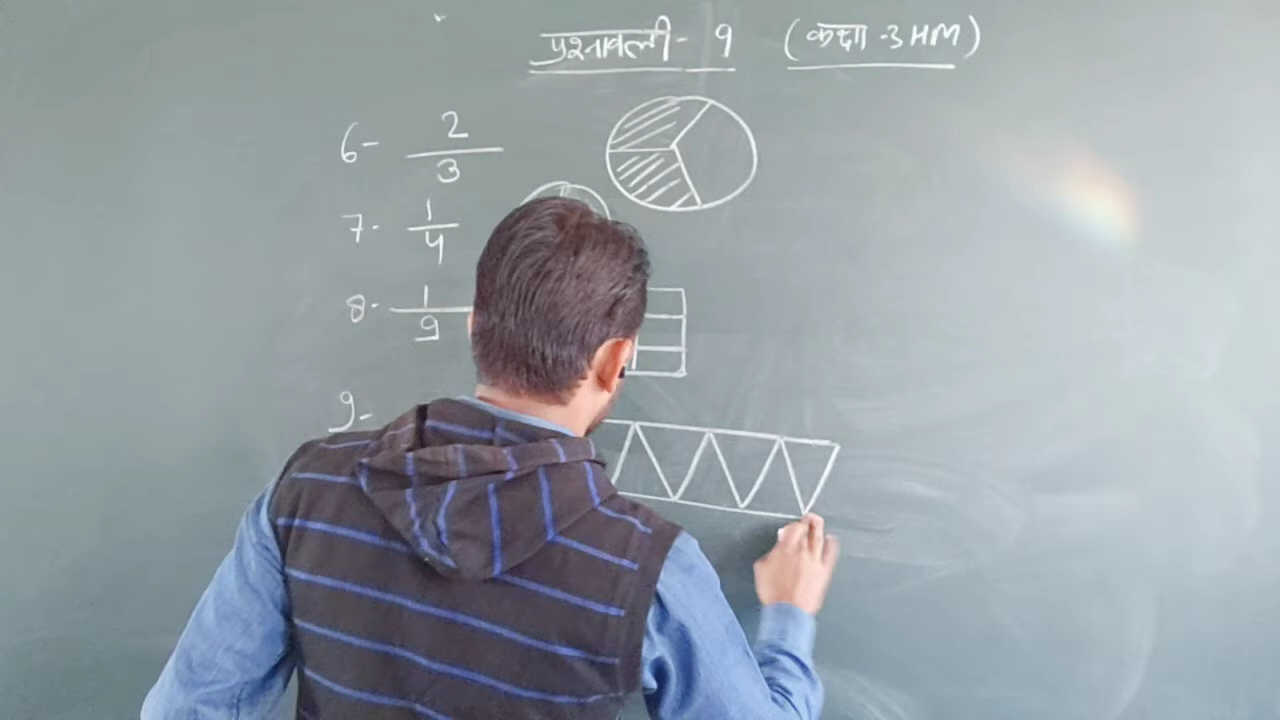 प्रश्नावली- 9 (कक्षा -3 HM)
6- 2/3
7- 1/4
8- 1/9
9-